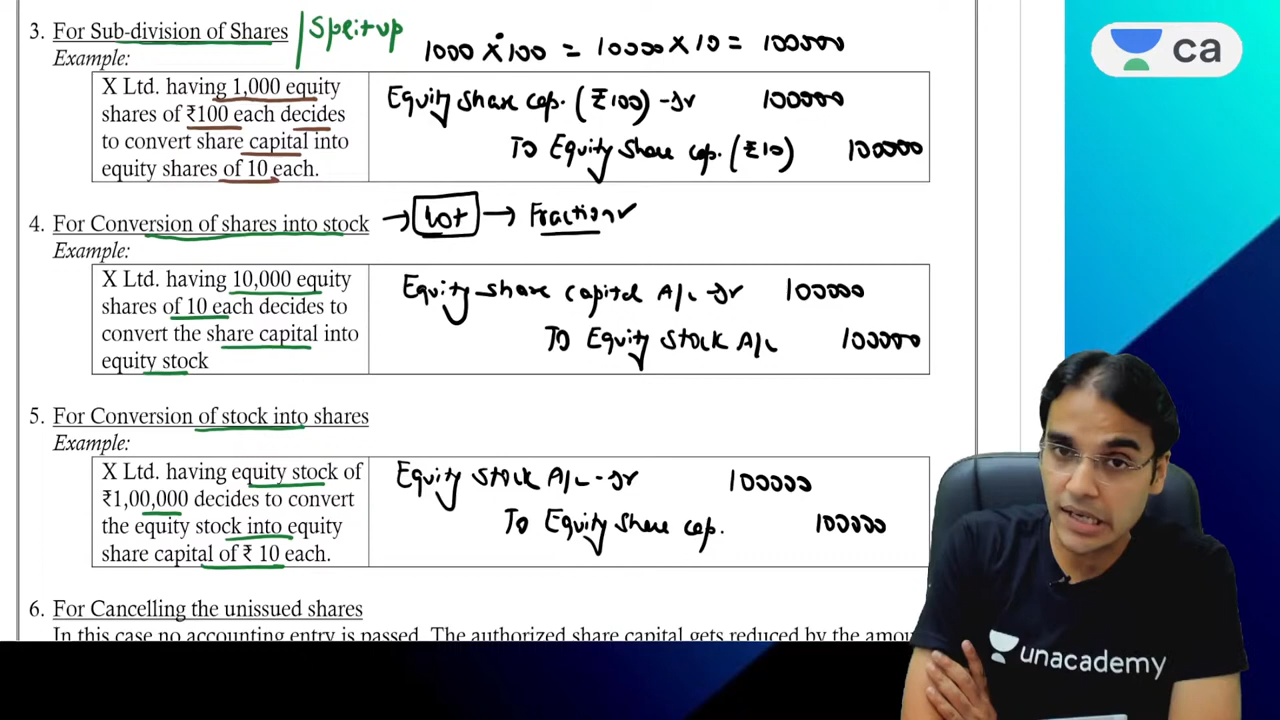 3. For Sub-division of Shares | Speitup
1000 × 100 = 10000 × 10 = 100000
ca
Example:
X Ltd. having 1,000 equity
shares of ₹100 each decides
to convert share capital into
equity shares of 10 each.
Equity Share cap. (₹100) - Dr 100000
To Equity Share cap. (₹10) 100000
4. For Conversion of shares into stock → Lot → Fraction ✓
Example:
X Ltd. having 10,000 equity
shares of 10 each decides to
convert the share capital into
equity stock
Equity Share capital A/c - Dr 100000
To Equity Stock A/c 100000
5. For Conversion of stock into shares
Example:
X Ltd. having equity stock of
₹1,00,000 decides to convert
the equity stock into equity
share capital of ₹ 10 each.
Equity Stock A/c - Dr 100000
To Equity Share cap. 100000
6. For Cancelling the unissued shares
In this case no accounting entry is passed. The authorized share capital gets reduced by the amou
unacademy